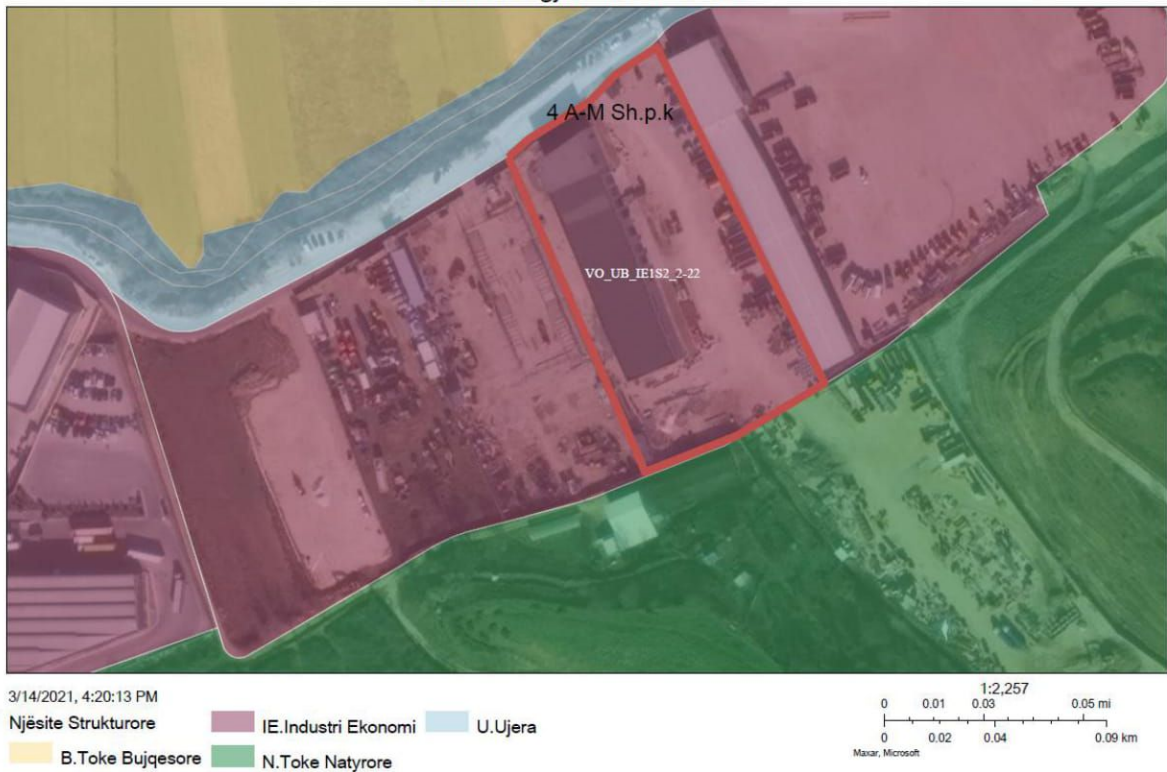 4 A-M Sh.p.k
VO_UB_IE1S2_2-22
3/14/2021, 4:20:13 PM
Njësite Strukturore
IE.Industri Ekonomi
U.Ujera
B.Toke Bujqesore
N.Toke Natyrore
1:2,257
0 0.01 0.03 0.05 mi
0 0.02 0.04 0.09 km
Maxar, Microsoft